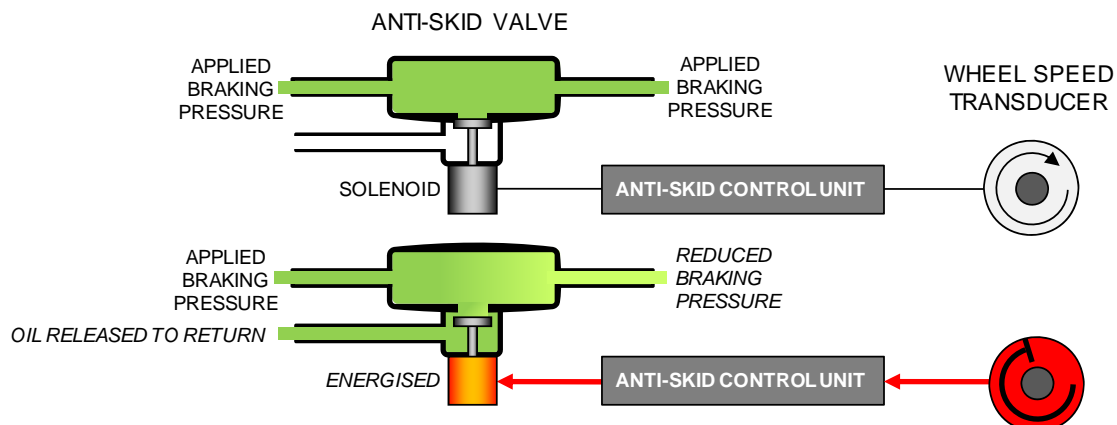 ANTI-SKID VALVE
APPLIED
BRAKING
PRESSURE
APPLIED
BRAKING
PRESSURE
WHEEL SPEED
TRANSDUCER
SOLENOID
ANTI-SKID CONTROL UNIT
APPLIED
BRAKING
PRESSURE
REDUCED
BRAKING
PRESSURE
OIL RELEASED TO RETURN
ENERGISED
ANTI-SKID CONTROL UNIT